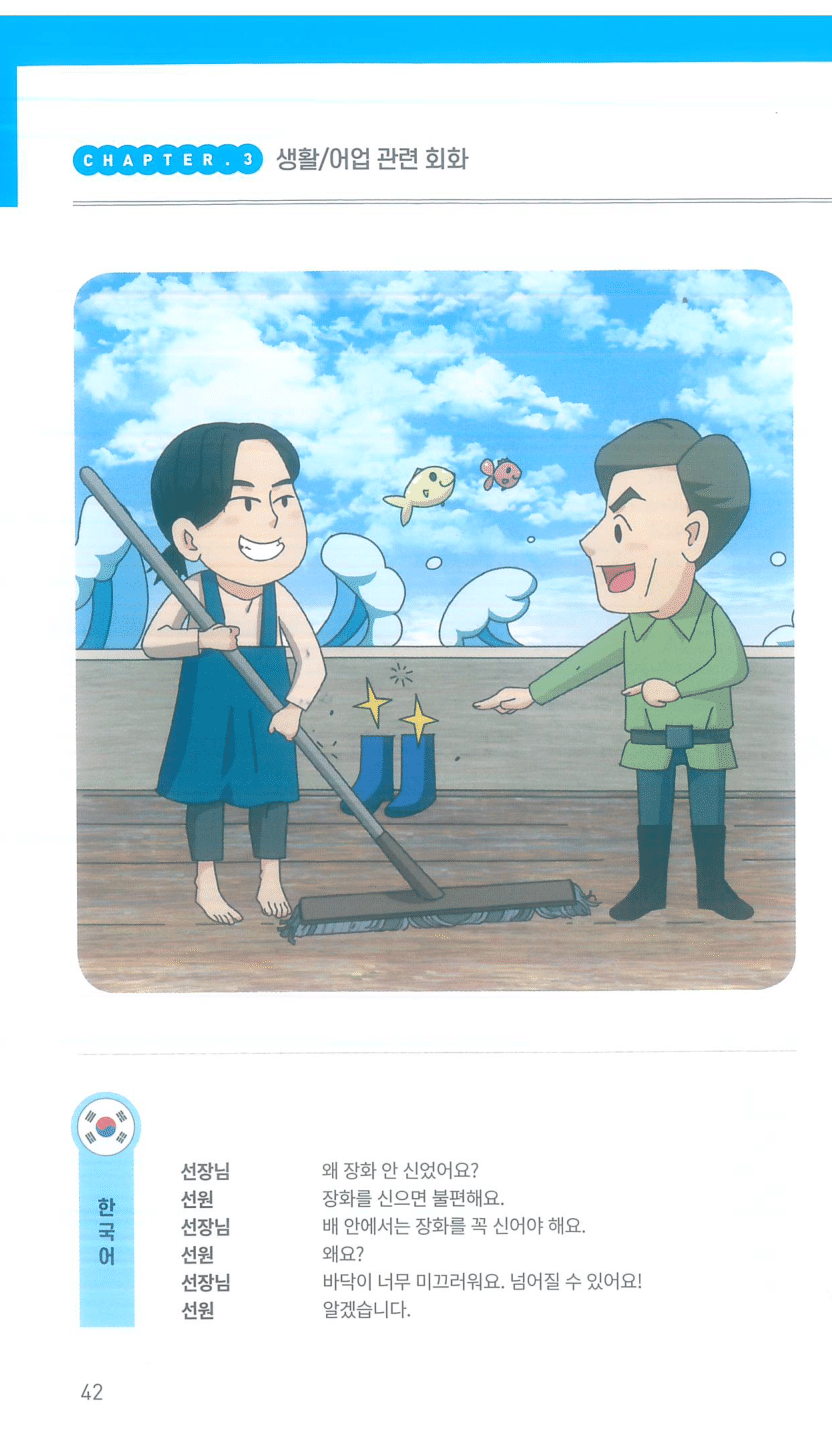 CHAPTER.3 생활/어업 관련 회화
한국어
선장님 왜 장화 안 신었어요?
선원 장화를 신으면 불편해요.
선장님 배 안에서는 장화를 꼭 신어야 해요.
선원 왜요?
선장님 바닥이 너무 미끄러워요. 넘어질 수 있어요!
선원 알겠습니다.
42